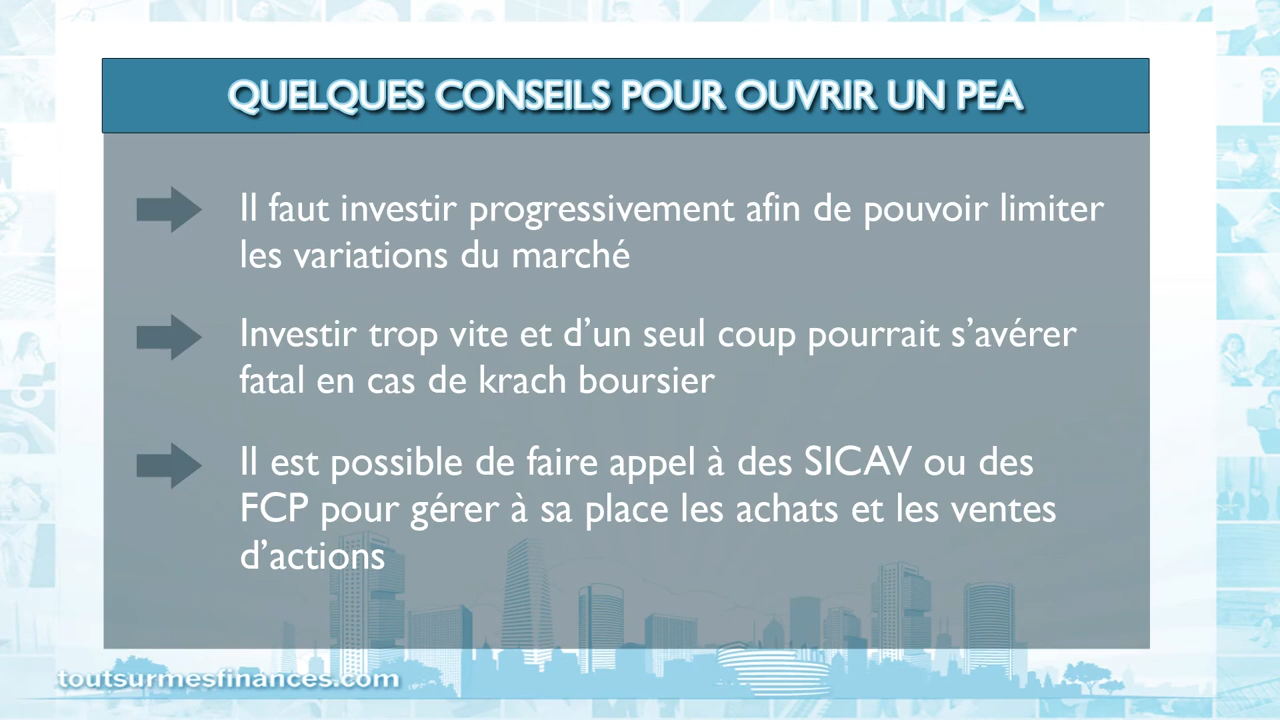 QUELQUES CONSEILS POUR OUVRIR UN PEA
Il faut investir progressivement afin de pouvoir limiter
les variations du marché
Investir trop vite et d’un seul coup pourrait s’avérer
fatal en cas de krach boursier
Il est possible de faire appel à des SICAV ou des
FCP pour gérer à sa place les achats et les ventes
d’actions
toutsurmesfinances.com